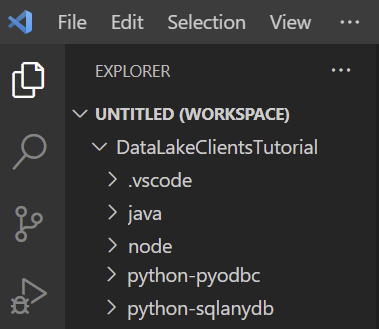 File Edit Selection View ...
EXPLORER ...
UNTITLED (WORKSPACE)
DataLakeClientsTutorial
.vscode
java
node
python-pyodbc
python-sqlanydb